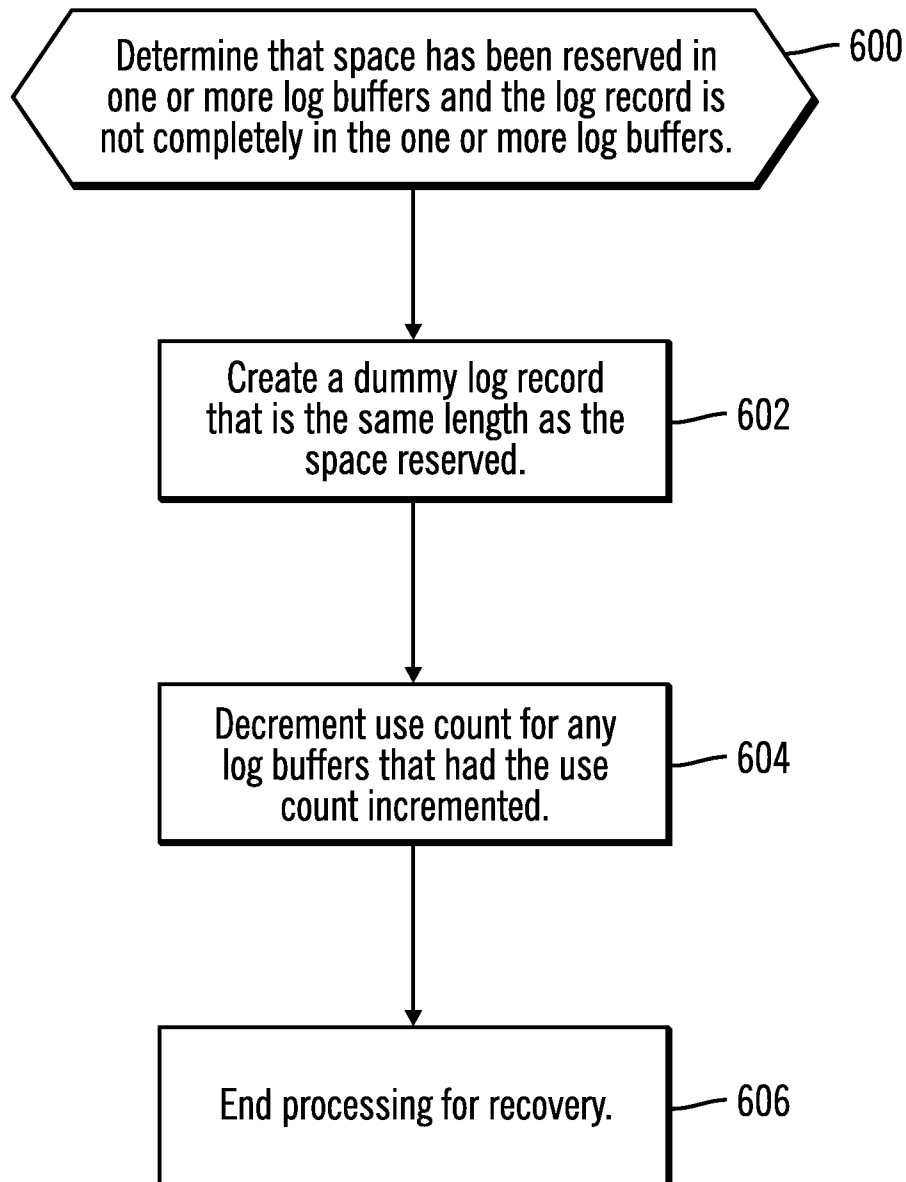 Determine that space has been reserved in
one or more log buffers and the log record is
not completely in the one or more log buffers.
600
Create a dummy log record
that is the same length as the
space reserved.
602
Decrement use count for any
log buffers that had the use
count incremented.
604
End processing for recovery.
606